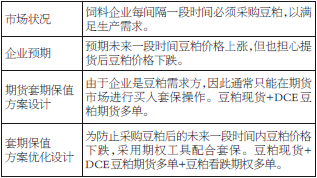 市场状况
饲料企业每间隔一段时间必须采购豆粕,以满
足生产需求。
企业预期
预期未来一段时间豆粕价格上涨,但也担心提
货后豆粕价格下跌。
期货套期保值
方案设计
由于企业是豆粕需求方,因此通常只能在期货
市场进行买入套保操作。豆粕现货+DCE豆
粕期货多单。
套期保值
方案优化设计
为防止采购豆粕后的未来一段时间内豆粕价格
下跌,采用期权工具配合套保。豆粕现货+
DCE豆粕期货多单+豆粕看跌期权多单。